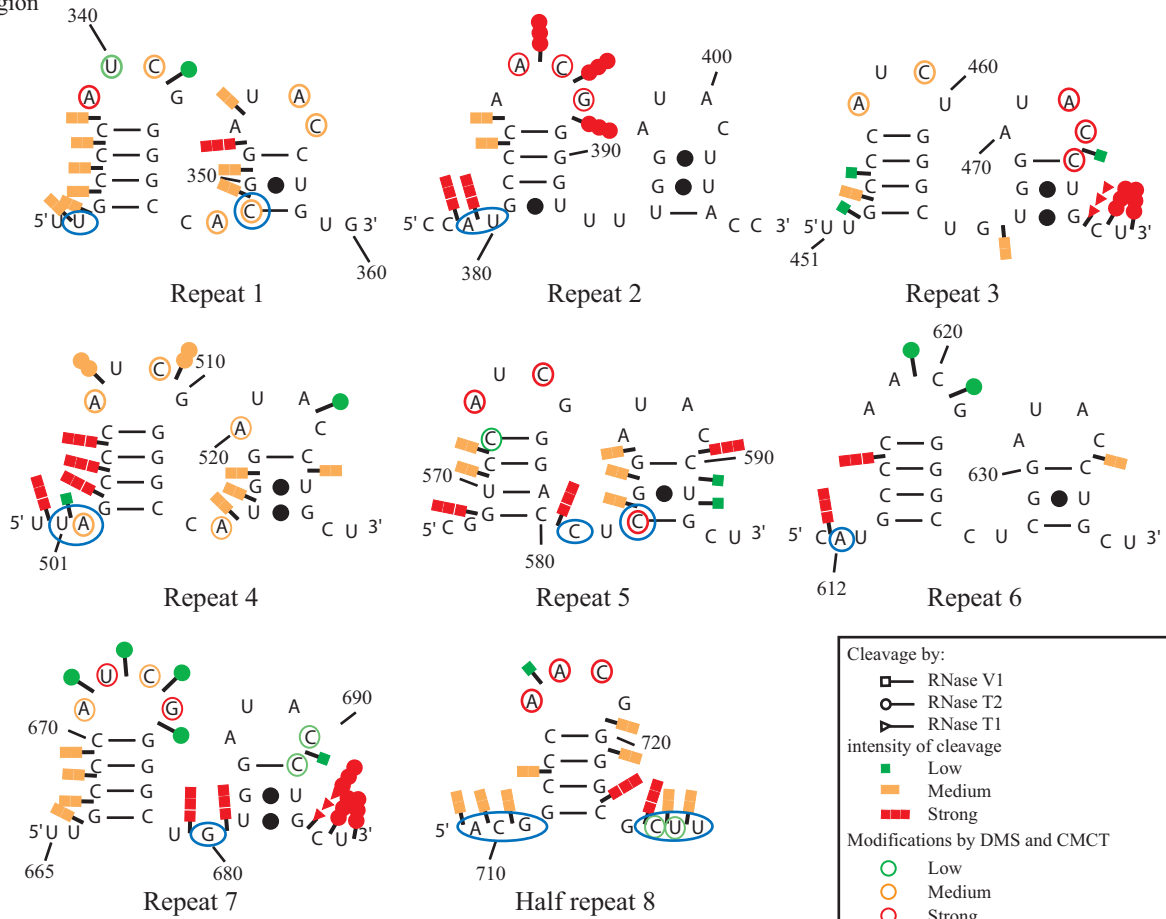 gion
340
U C
A G
C G
C G
C G
G C
5' U U
U A
A C
350
G C
G U
C A C G
U G 3'
360
Repeat 1
A C
A G
C G
C G
390
C G
G U
5' C C A U
380
U U
400
U A
A C
G U
G U
U A
C C 3'
Repeat 2
U C
460
A U
C G
C G
C G
G C
5' U U
451
U G
U A
A C
470
G C
G U
U G
C U 3'
Repeat 3
U C
510
A G
C G
C G
C G
G C
5' U U A
501
C A
U A
A C
520
G C
G U
U G
C U 3'
Repeat 4
U C
A G
C G
C G
570
U A
G C
5' C G
580
C U
U A
A C
590
G C
G U
C G
C U 3'
Repeat 5
620
A C
A G
C G
C G
C G
G C
5' C A U
612
C U
U A
A C
630
G C
G U
C G
C U 3'
Repeat 6
U C
A G
670
C G
C G
C G
G C
5' U U
665
U G
680
U A
690
A C
G C
G U
U G
C U 3'
Repeat 7
A C
A G
C G
720
C G
C G
G C
5' A C G
710
G C U U
Half repeat 8
Cleavage by:
RNase V1
RNase T2
RNase T1
intensity of cleavage
Low
Medium
Strong
Modifications by DMS and CMCT
Low
Medium
Strong